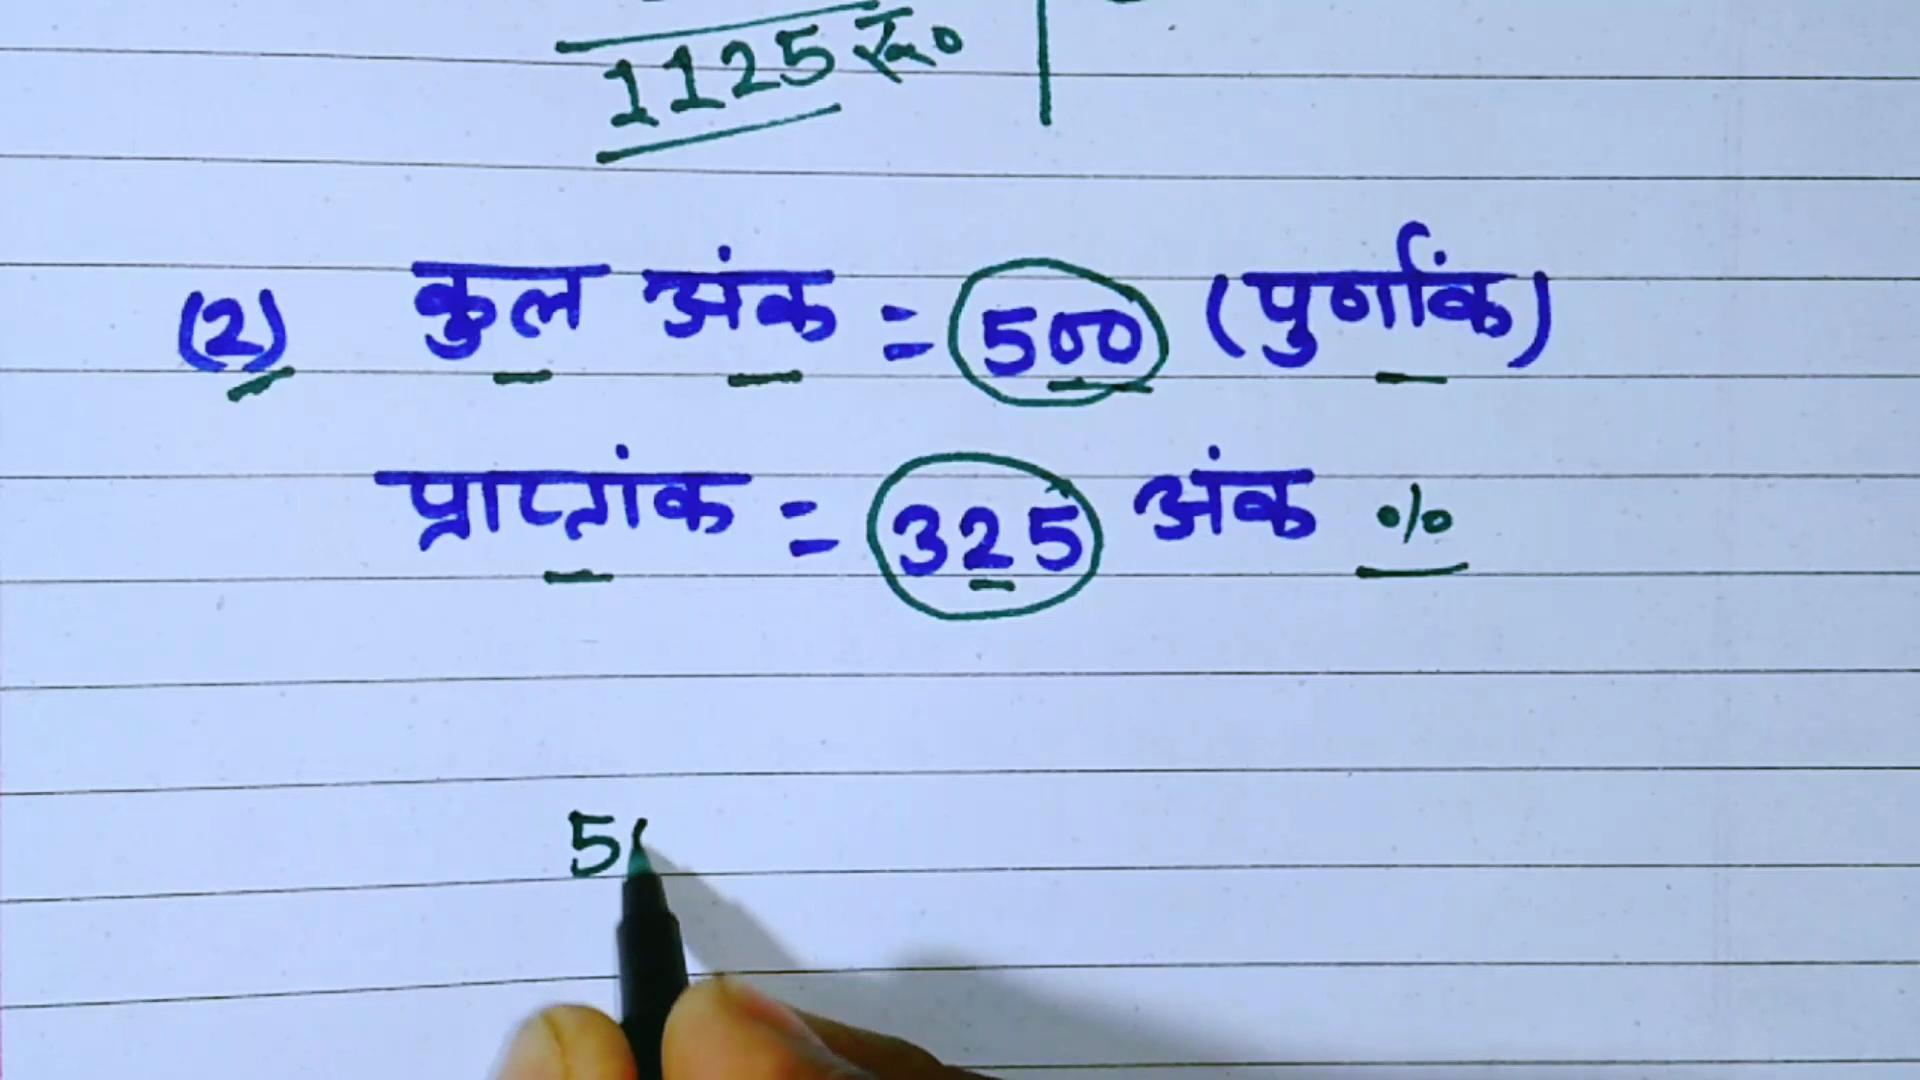 1125 रू०
(2) कुल अंक = 500 (पुर्णांक)
प्राप्तांक = 325 अंक %
5